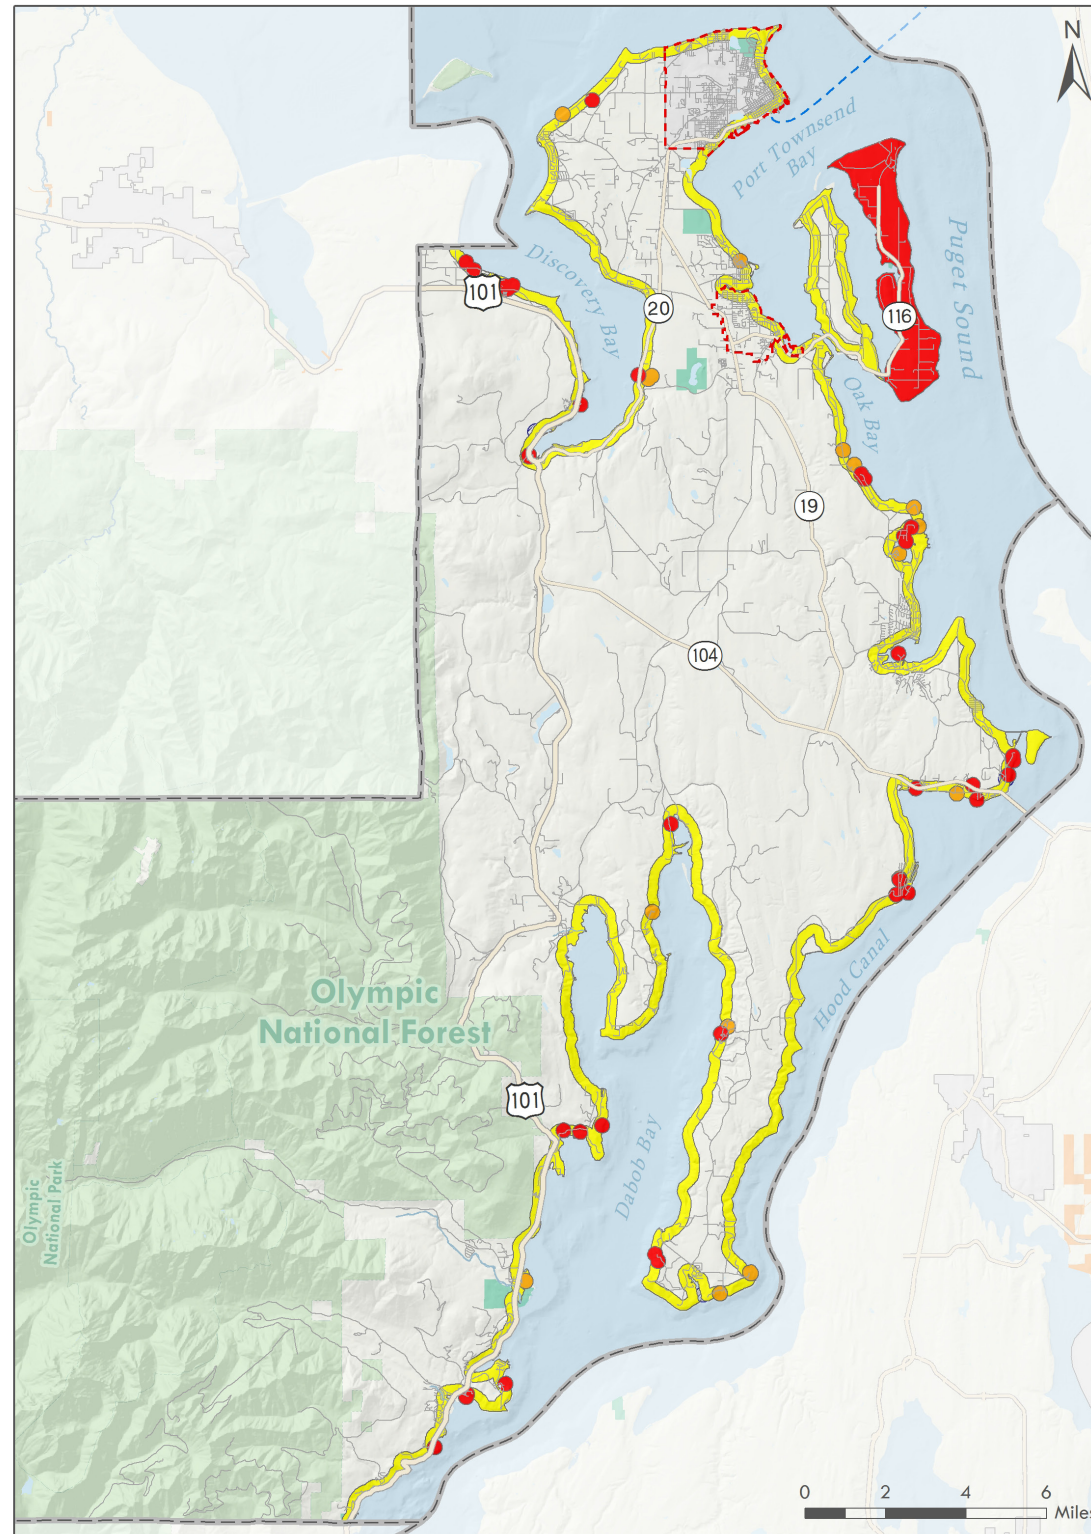 N
Port Townsend
Bay
Puget Sound
Discovery Bay
101
20
116
Oak Bay
19
104
Hood Canal
Olympic
National Forest
101
Dabob Bay
Olympic
National Park
0 2 4 6
Miles